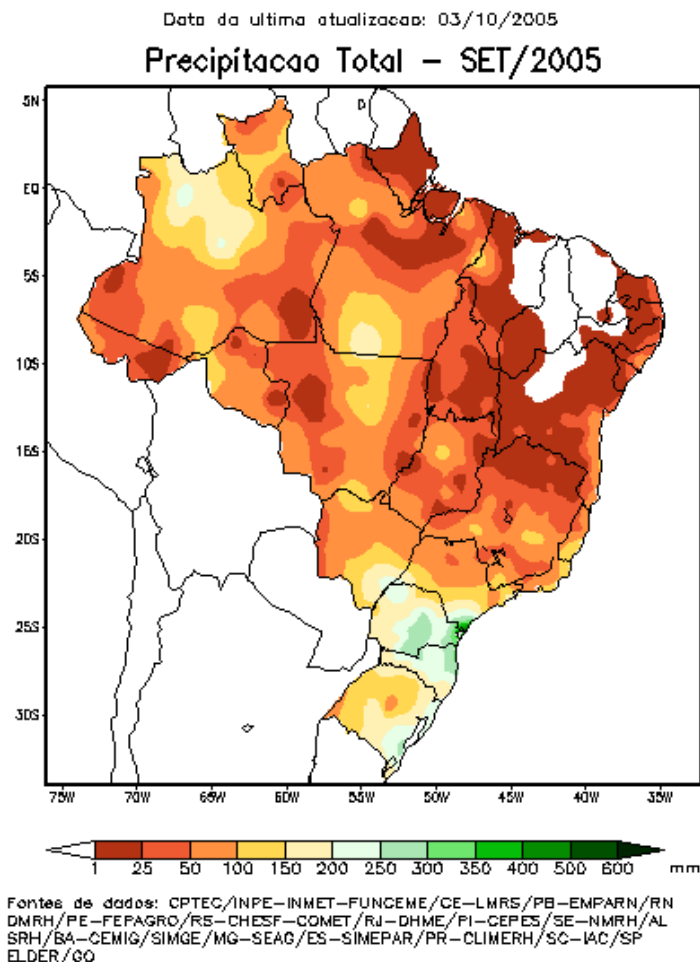 Data da ultima atualizacao: 03/10/2005
Precipitacao Total – SET/2005
5N
EQ
5S
10S
15S
20S
25S
30S
75W 70W 65W 60W 55W 50W 45W 40W 35W
1 25 50 100 150 200 250 300 350 400 500 600 mm
Fontes de dados: CPTEC/INPE-INMET-FUNCEME/CE-LMRS/PB-EMPARN/RN
DMRH/PE-FEPAGRO/RS-CHESF-COMET/RJ-DHME/PI-CEPES/SE-NMRH/AL
SRH/BA-CEMIG/SIMGE/MG-SEAG/ES-SIMEPAR/PR-CLIMERH/SC-IAC/SP
ELDER/GO